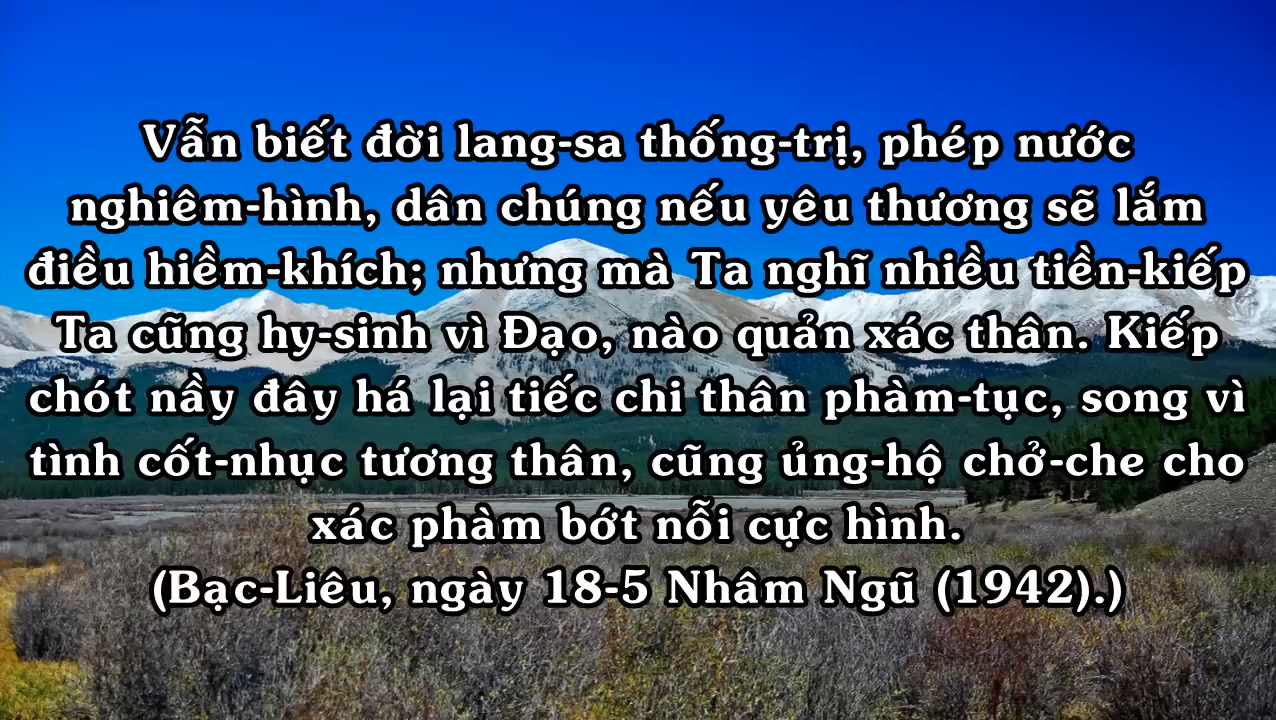 Vẫn biết đời lang-sa thống-trị, phép nước
nghiêm-hình, dân chúng nếu yêu thương sẽ lắm
điều hiềm-khích; nhưng mà Ta nghĩ nhiều tiền-kiếp
Ta cũng hy-sinh vì Đạo, nào quản xác thân. Kiếp
chót nầy đây há lại tiếc chi thân phàm-tục, song vì
tình cốt-nhục tương thân, cũng ủng-hộ chở-che cho
xác phàm bớt nỗi cực hình.
(Bạc-Liêu, ngày 18-5 Nhâm Ngũ (1942).)